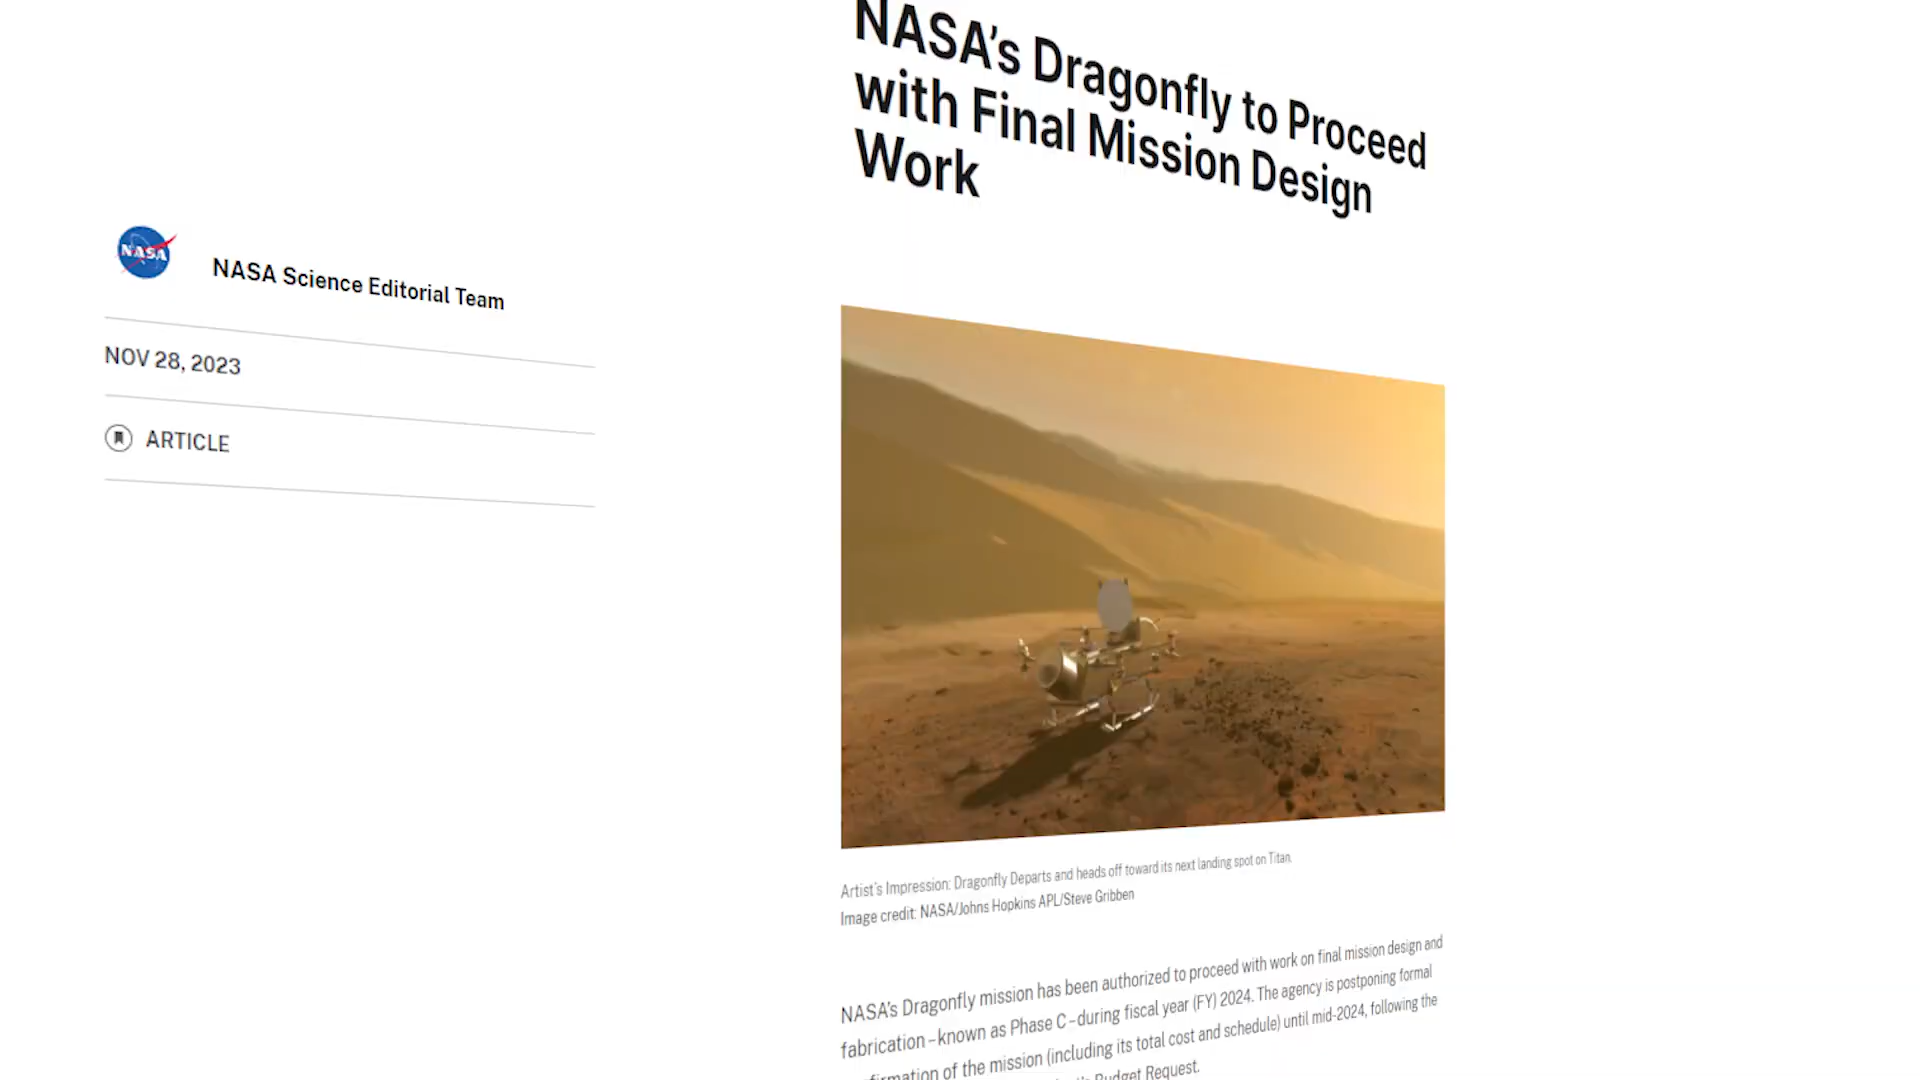 NASA’s Dragonfly to Proceed
with Final Mission Design
Work
NASA
NASA Science Editorial Team
NOV 28, 2023
ARTICLE
Artist's Impression: Dragonfly Departs and heads off toward its next landing spot on Titan.
Image credit: NASA/Johns Hopkins APL/Steve Gribben
NASA’s Dragonfly mission has been authorized to proceed with work on final mission design and
fabrication – known as Phase C – during fiscal year (FY) 2024. The agency is postponing formal
of the mission (including its total cost and schedule) until mid-2024, following the
Budget Request.